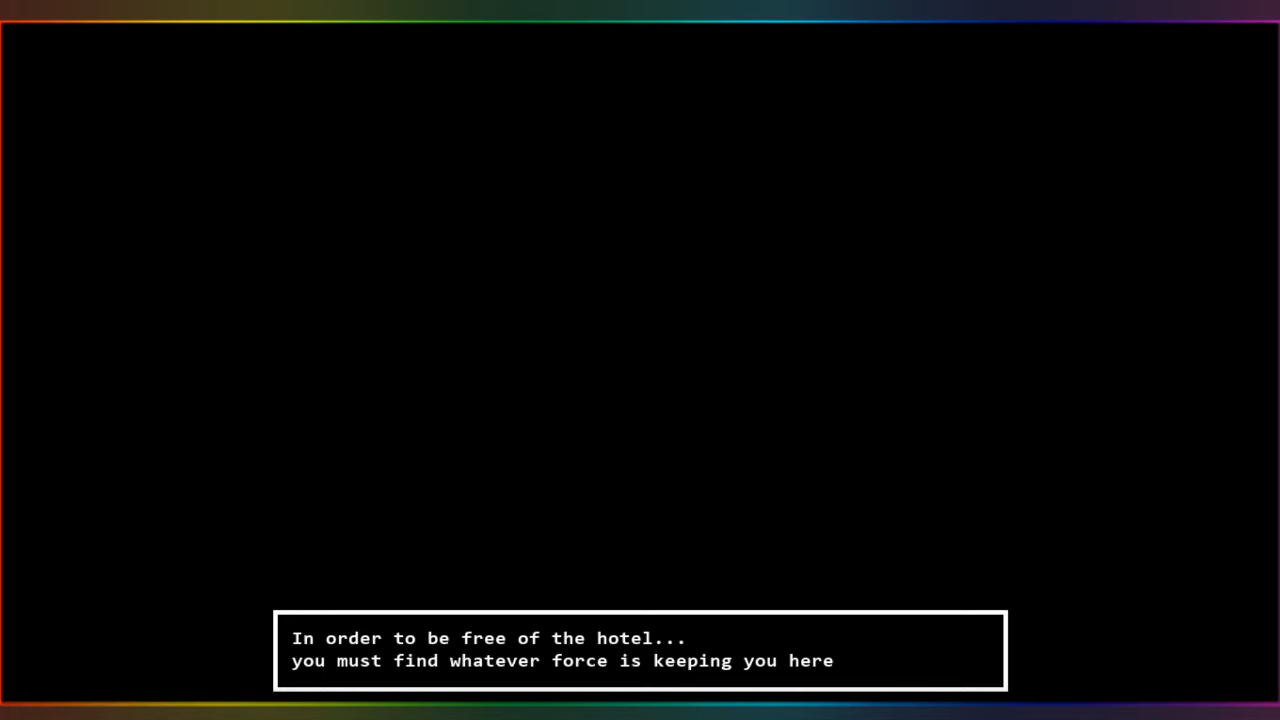 In order to be free of the hotel...
you must find whatever force is keeping you here